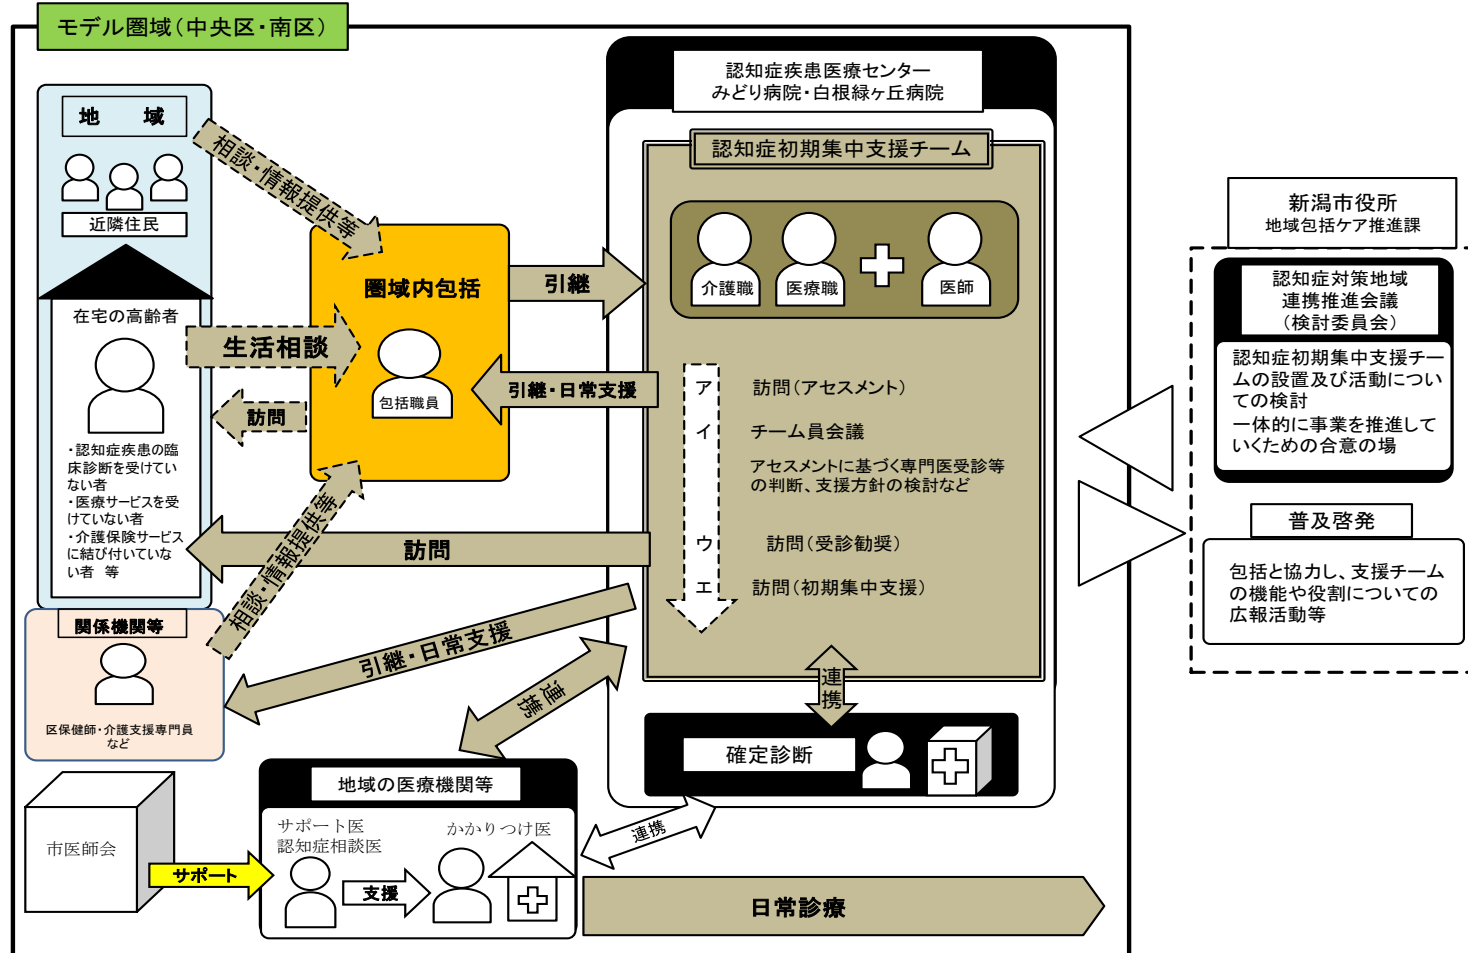 モデル圏域(中央区・南区)
地　域
近隣住民
在宅の高齢者
・認知症疾患の臨
床診断を受けてい
ない者
・医療サービスを受
けていない者
・介護保険サービス
に結び付いていな
い者　等
関係機関等
区保健師・介護支援専門員
など
相談・情報提供等
生活相談
訪問
相談・情報提供等
圏域内包括
包括職員
引継
引継・日常支援
訪問
引継・日常支援
連携
認知症疾患医療センター
みどり病院・白根緑ヶ丘病院
認知症初期集中支援チーム
介護職
医療職
医師
ア　訪問(アセスメント)
イ　チーム員会議
アセスメントに基づく専門医受診等
の判断、支援方針の検討など
ウ　訪問(受診勧奨)
エ　訪問(初期集中支援)
連携
確定診断
連携
市医師会
サポート
地域の医療機関等
サポート医
認知症相談医
かかりつけ医
支援
日常診療
新潟市役所
地域包括ケア推進課
認知症対策地域
連携推進会議
(検討委員会)
認知症初期集中支援チー
ムの設置及び活動につい
ての検討
一体的に事業を推進して
いくための合意の場
普及啓発
包括と協力し、支援チーム
の機能や役割についての
広報活動等